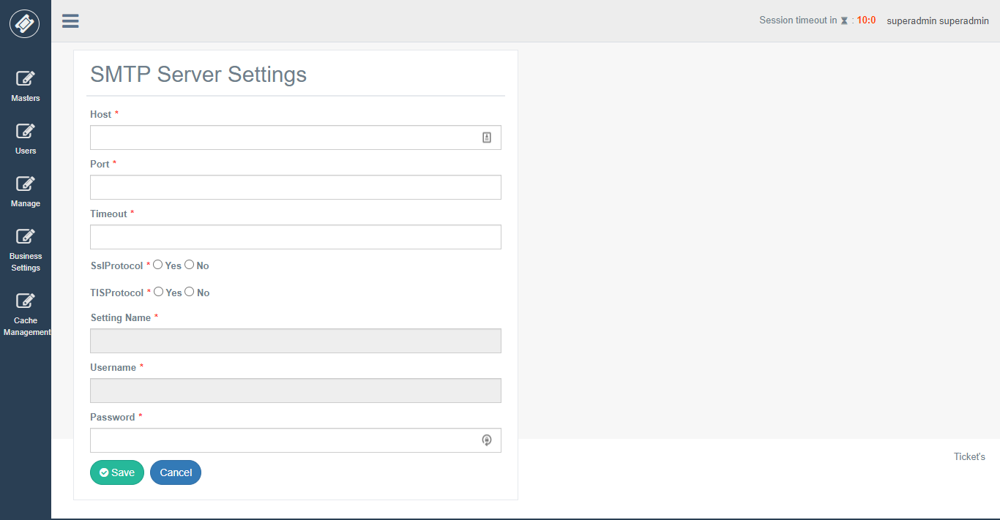 Session timeout in : 10:0 superadmin superadmin
Masters
Users
Manage
Business
Settings
Cache
Management
SMTP Server Settings
Host *
Port *
Timeout *
SslProtocol * Yes No
TlSProtocol * Yes No
Setting Name *
Username *
Password *
Save Cancel
Ticket's